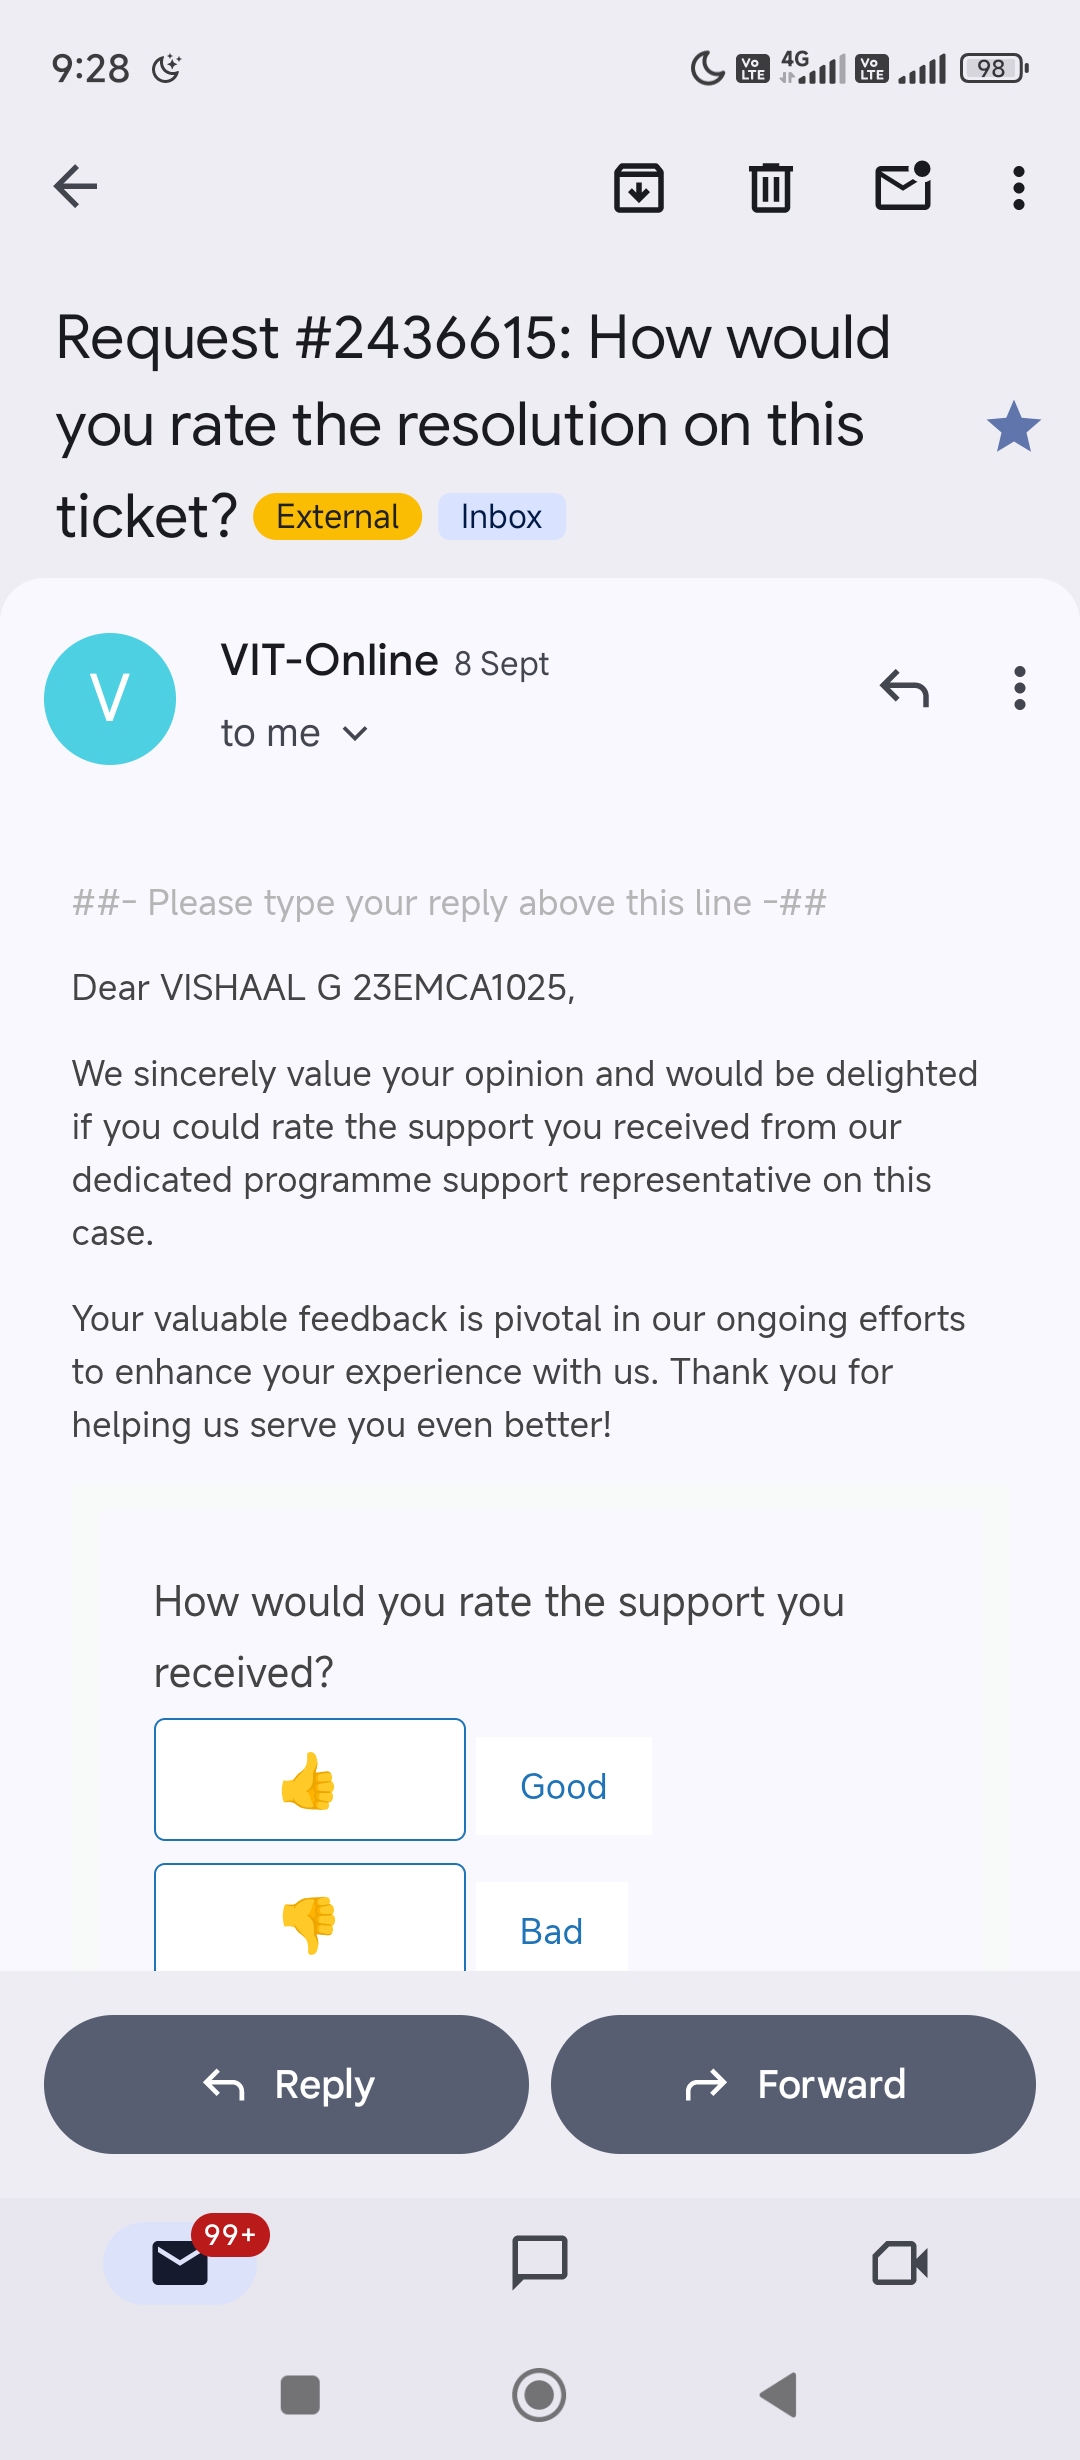 9:28
Vo LTE 4G Vo LTE 98
Request #2436615: How would
you rate the resolution on this
ticket? External Inbox
V
VIT-Online 8 Sept
to me
##- Please type your reply above this line -##
Dear VISHAAL G 23EMCA1025,
We sincerely value your opinion and would be delighted
if you could rate the support you received from our
dedicated programme support representative on this
case.
Your valuable feedback is pivotal in our ongoing efforts
to enhance your experience with us. Thank you for
helping us serve you even better!
How would you rate the support you
received?
Good
Bad
Reply Forward
99+